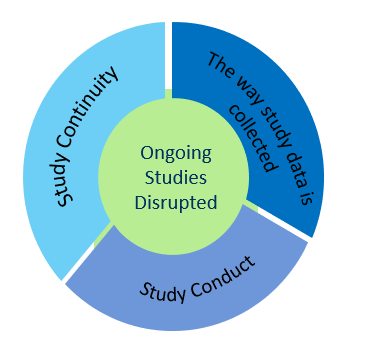 Study Continuity
The way study data is
collected
Ongoing
Studies
Disrupted
Study Conduct